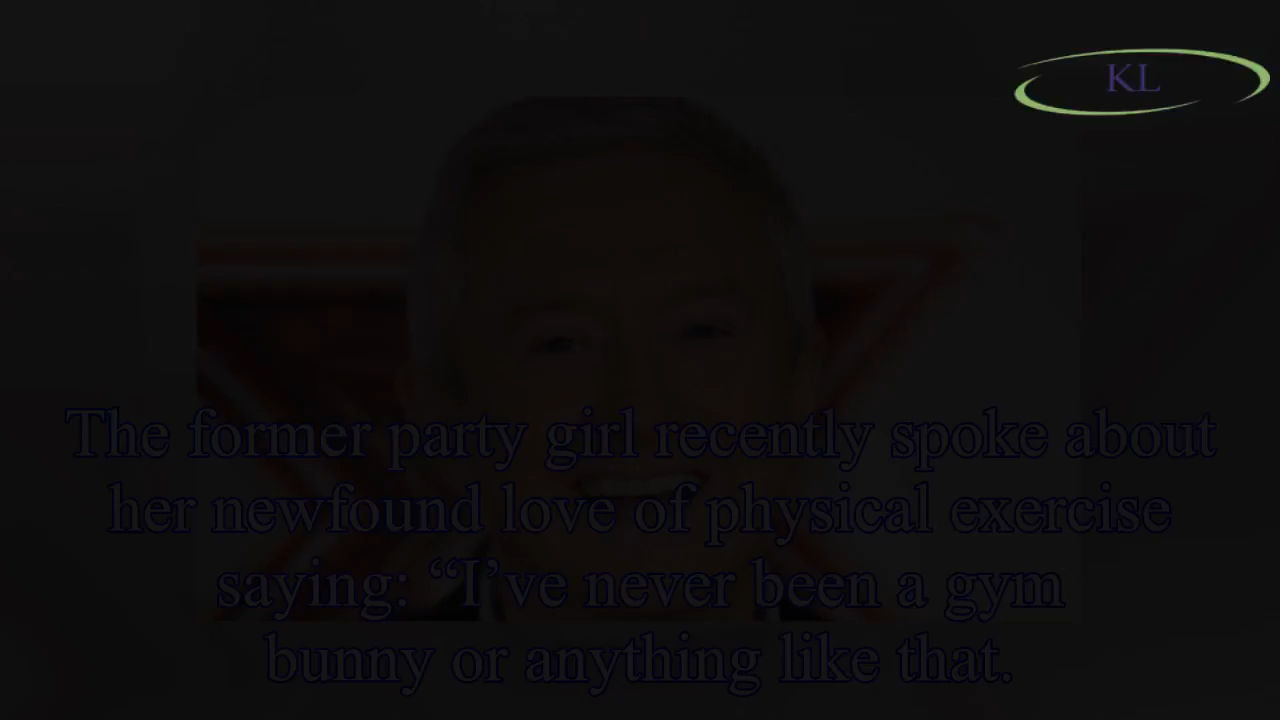 KL
The former party girl recently spoke about
her newfound love of physical exercise
saying: “I’ve never been a gym
bunny or anything like that.